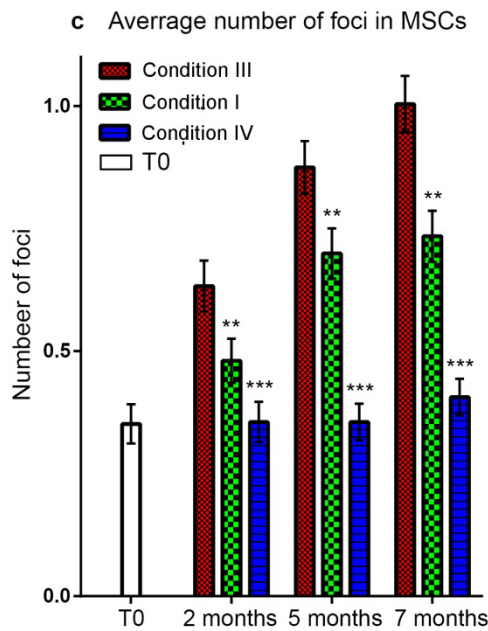 c Averrage number of foci in MSCs
Condition III
Condition I
Condition IV
T0
Numbeer of foci
1.0
0.5
0.0
**
***
**
***
**
***
T0 2 months 5 months 7 months